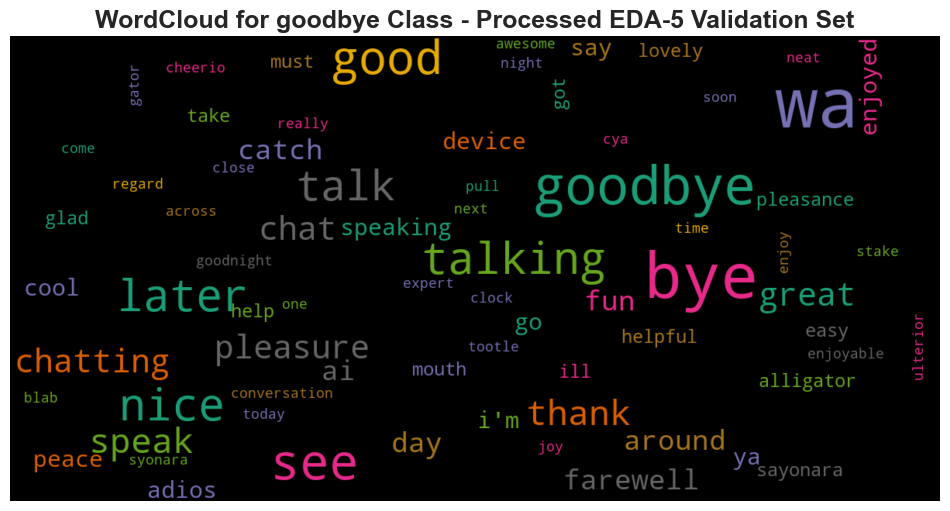 WordCloud for goodbye Class - Processed EDA-5 Validation Set
awesome
say
lovely
good
must
cheerio
night
neat
enjoyed
gator
got
soon
wa
take
really
device
cya
come
catch
close
talk
goodbye
pleasance
regard
pull
glad
across
next
chat
speaking
time
enjoy
stake
goodnight
talking
bye
cool
later
help
one
expert
clock
fun
great
go
helpful
easy
enjoyable
ulterior
pleasure
tootle
chatting
ai
mouth
ill
alligator
blab
nice
conversation
today
i'm
thank
speak
day
joy
around
ya
peace
syonara
see
farewell
sayonara
adios